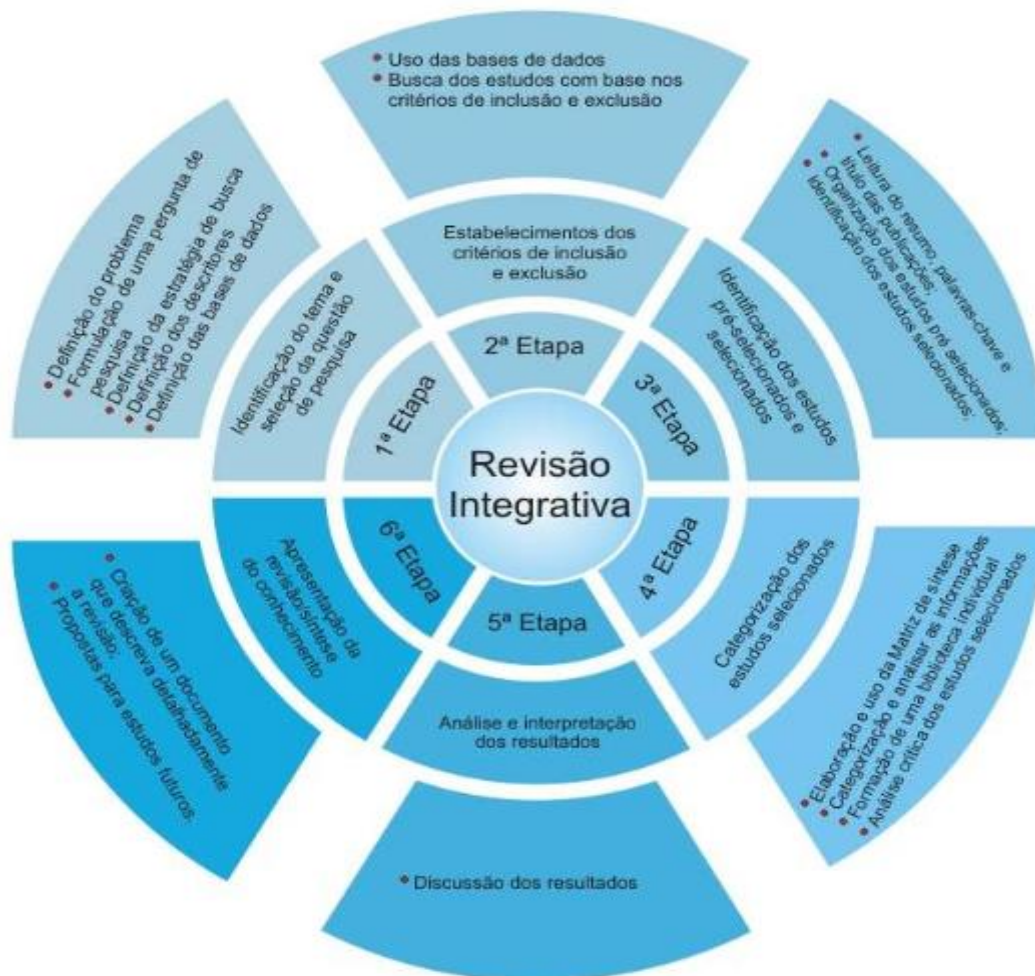 Revisão
Integrativa
1ª Etapa
Identificação do tema e
seleção da questão
de pesquisa
• Definição do problema
• Formulação de uma pergunta de
pesquisa
• Definição da estratégia de busca
• Definição dos descritores
• Definição das bases de dados
2ª Etapa
Estabelecimentos dos
critérios de inclusão
e exclusão
• Uso das bases de dados
• Busca dos estudos com base nos
critérios de inclusão e exclusão
3ª Etapa
Identificação dos estudos
pré-selecionados e
selecionados
• Leitura do resumo, palavras-chave e
título das publicações;
• Organização dos estudos pré selecionados;
• Identificação dos estudos selecionados;
4ª Etapa
Categorização dos
estudos selecionados
• Elaboração e uso da Matriz de síntese
• Categorização e análisar as informações
• Formação de uma biblioteca individual
• Análise crítica dos estudos selecionados
5ª Etapa
Análise e interpretação
dos resultados
• Discussão dos resultados
6ª Etapa
Apresentação da
revisão/síntese
do conhecimento
• Criação de um documento
que descreva detalhadamente
a revisão;
• Propostas para estudos futuros.